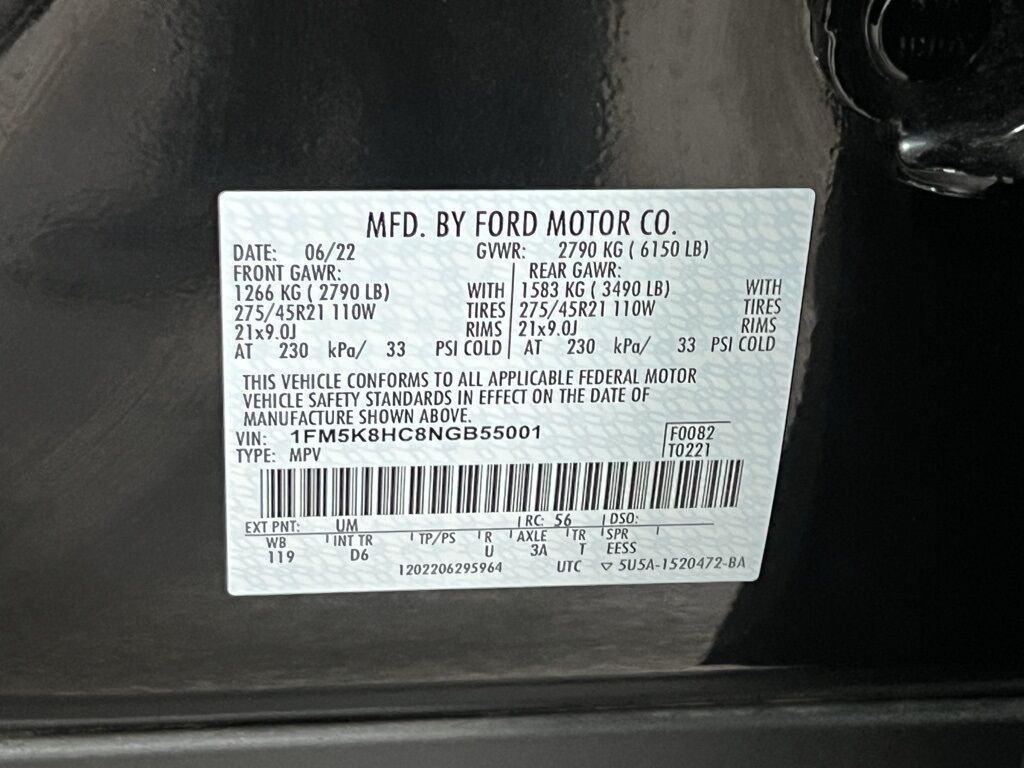 MFD. BY FORD MOTOR CO.
DATE: 06/22 GVWR: 2790 KG ( 6150 LB)
FRONT GAWR: REAR GAWR:
1266 KG ( 2790 LB) WITH 1583 KG ( 3490 LB) WITH
275/45R21 110W TIRES 275/45R21 110W TIRES
21x9.0J RIMS 21x9.0J RIMS
AT 230 kPa/ 33 PSI COLD AT 230 kPa/ 33 PSI COLD
THIS VEHICLE CONFORMS TO ALL APPLICABLE FEDERAL MOTOR
VEHICLE SAFETY STANDARDS IN EFFECT ON THE DATE OF
MANUFACTURE SHOWN ABOVE.
VIN: 1FM5K8HC8NGB55001 F0082
TYPE: MPV T0221
EXT PNT: UM RC: 56 DSO:
WB INT TR TP/PS R AXLE TR SPR
119 D6 U 3A T EESS
1202206295964 UTC ▽ 5U5A-1520472-BA